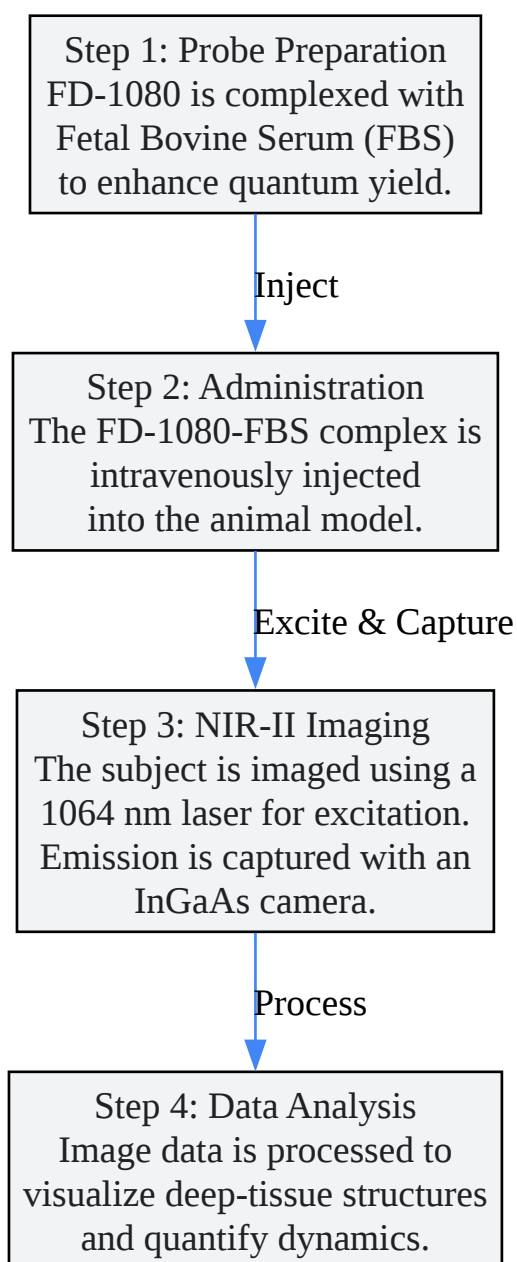 Step 1: Probe Preparation
FD-1080 is complexed with
Fetal Bovine Serum (FBS)
to enhance quantum yield.
Inject
Step 2: Administration
The FD-1080-FBS complex is
intravenously injected
into the animal model.
Excite & Capture
Step 3: NIR-II Imaging
The subject is imaged using a
1064 nm laser for excitation.
Emission is captured with an
InGaAs camera.
Process
Step 4: Data Analysis
Image data is processed to
visualize deep-tissue structures
and quantify dynamics.